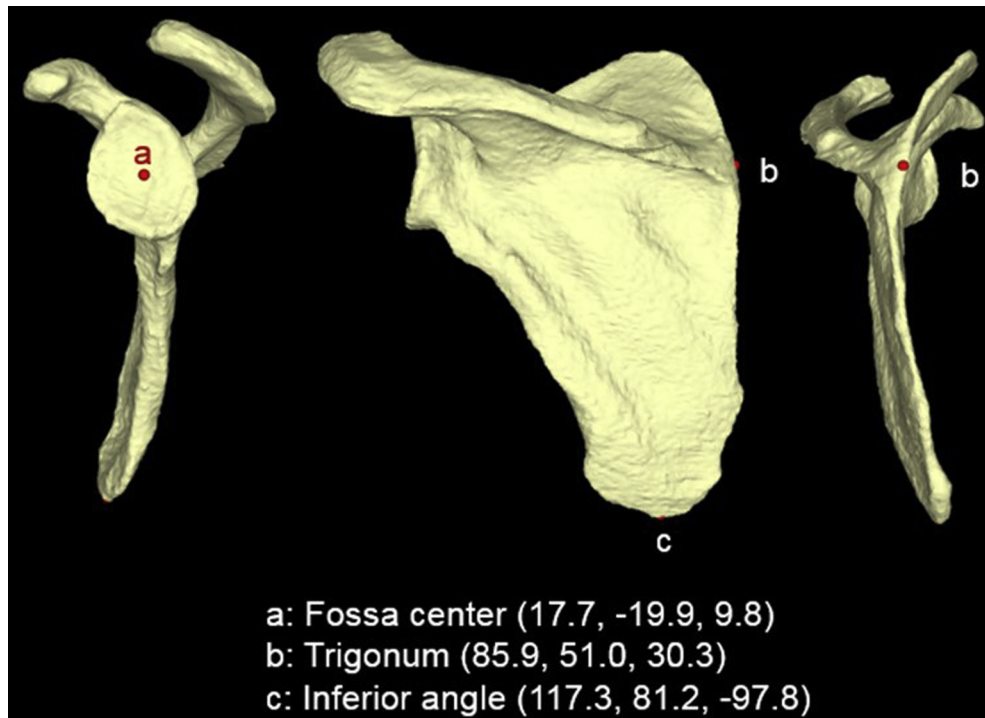 a
b
b
c
a: Fossa center (17.7, -19.9, 9.8)
b: Trigonum (85.9, 51.0, 30.3)
c: Inferior angle (117.3, 81.2, -97.8)